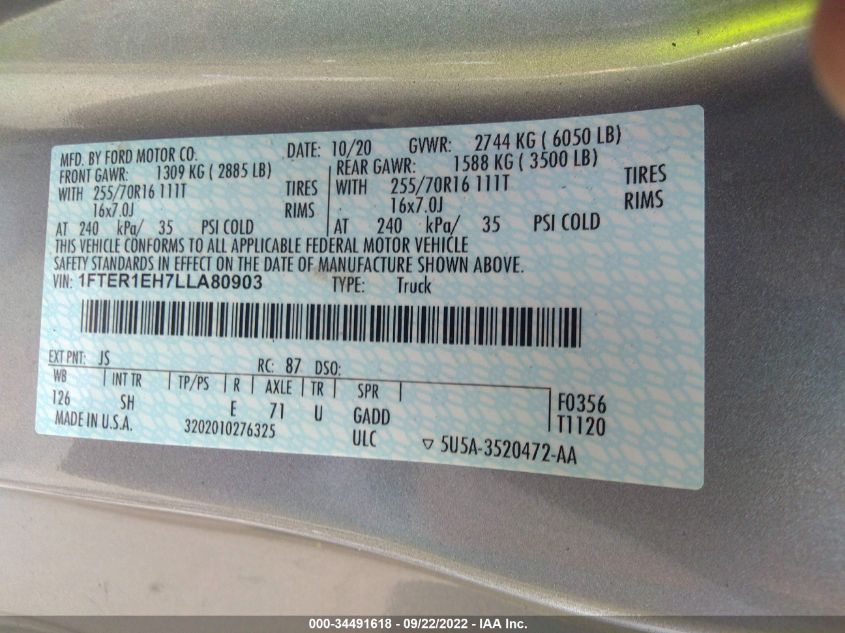 MFD. BY FORD MOTOR CO. DATE: 10/20 GVWR: 2744 KG ( 6050 LB)
FRONT GAWR: 1309 KG ( 2885 LB) REAR GAWR: 1588 KG ( 3500 LB)
WITH 255/70R16 111T TIRES WITH 255/70R16 111T TIRES
16x7.0J RIMS 16x7.0J RIMS
AT 240 kPa/ 35 PSI COLD AT 240 kPa/ 35 PSI COLD
THIS VEHICLE CONFORMS TO ALL APPLICABLE FEDERAL MOTOR VEHICLE
SAFETY STANDARDS IN EFFECT ON THE DATE OF MANUFACTURE SHOWN ABOVE.
VIN: 1FTER1EH7LLA80903 TYPE: Truck
EXT PNT: JS RC: 87 DSO:
WB INT TR TP/PS R AXLE TR SPR
126 SH E 71 U GADD F0356
MADE IN U.S.A. 3202010276325 ULC T1120
▽ 5U5A-3520472-AA
000-34491618 - 09/22/2022 - IAA Inc.